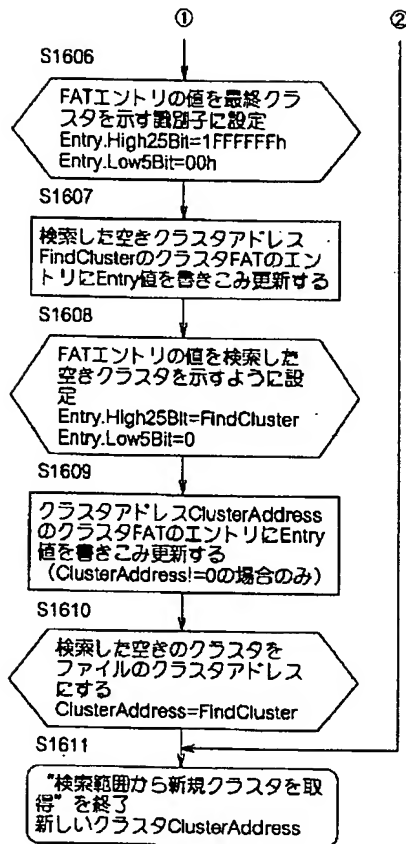 ① ②
S1606
FATエントリの値を最終クラ
スタを示す識別子に設定
Entry.High25Bit=1FFFFFFh
Entry.Low5Bit=00h
S1607
検索した空きクラスタアドレス
FindClusterのクラスタFATのエン
トリにEntry値を書きこみ更新する
S1608
FATエントリの値を検索した
空きクラスタを示すように設
定
Entry.High25Bit=FindCluster
Entry.Low5Bit=0
S1609
クラスタアドレスClusterAddress
のクラスタFATのエントリにEntry
値を書きこみ更新する
（ClusterAddress!=0の場合のみ）
S1610
検索した空きのクラスタを
ファイルのクラスタアドレス
にする
ClusterAddress=FindCluster
S1611
“検索範囲から新規クラスタを取
得”を終了
新しいクラスタClusterAddress